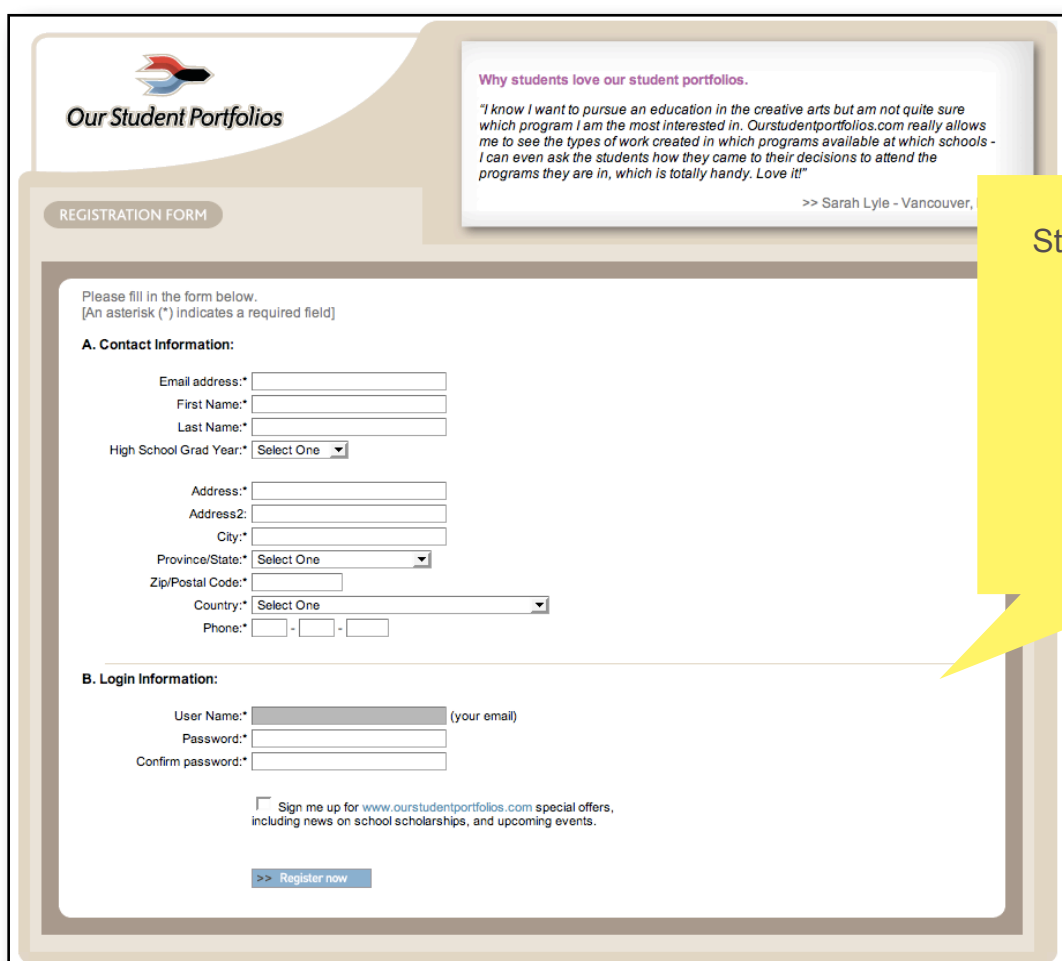 Our Student Portfolios
Why students love our student portfolios.
"I know I want to pursue an education in the creative arts but am not quite sure
which program I am the most interested in. Ourstudentportfolios.com really allows
me to see the types of work created in which programs available at which schools -
I can even ask the students how they came to their decisions to attend the
programs they are in, which is totally handy. Love it!"
>> Sarah Lyle - Vancouver,
St
REGISTRATION FORM
Please fill in the form below.
[An asterisk (*) indicates a required field]
A. Contact Information:
Email address:*
First Name:*
Last Name:*
High School Grad Year:* Select One
Address:*
Address2:
City:*
Province/State:* Select One
Zip/Postal Code:*
Country:* Select One
Phone:* - -
B. Login Information:
User Name:* (your email)
Password:*
Confirm password:*
Sign me up for www.ourstudentportfolios.com special offers,
including news on school scholarships, and upcoming events.
>> Register now